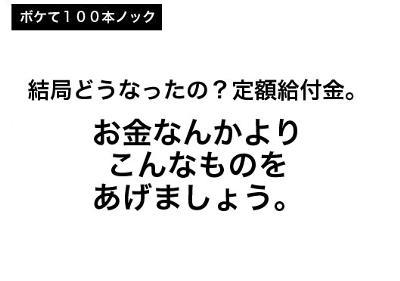 ボケて１００本ノック
結局どうなったの？定額給付金。
お金なんかより
こんなものを
あげましょう。